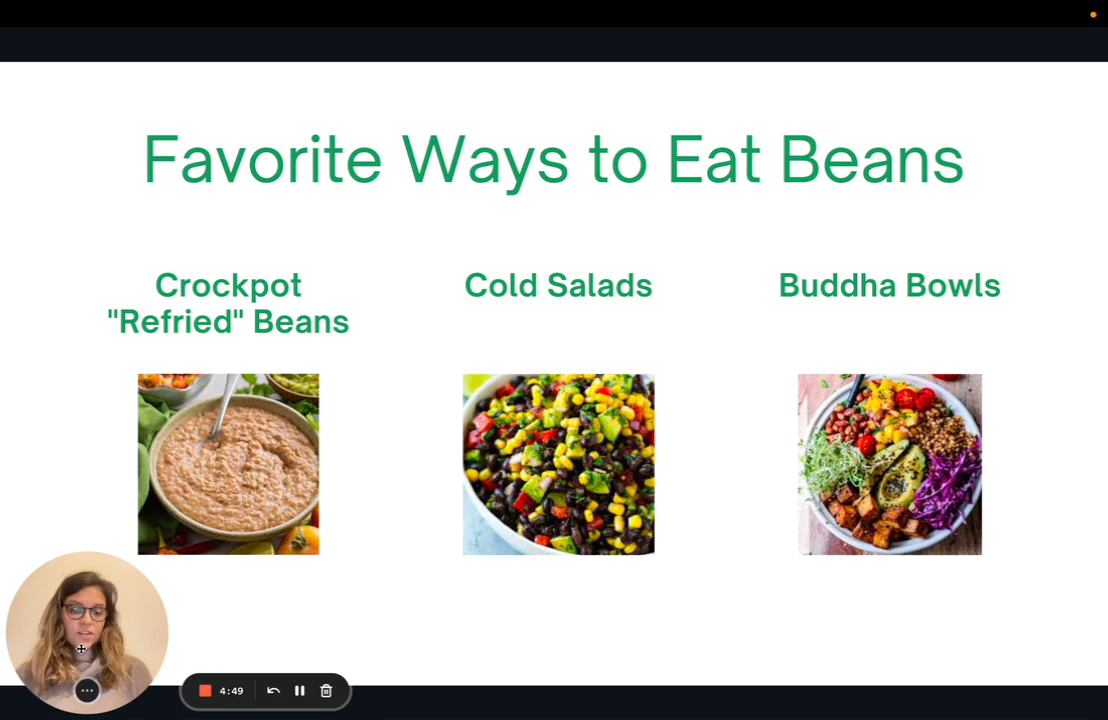 Favorite Ways to Eat Beans
Crockpot
"Refried" Beans
Cold Salads
Buddha Bowls
4:49